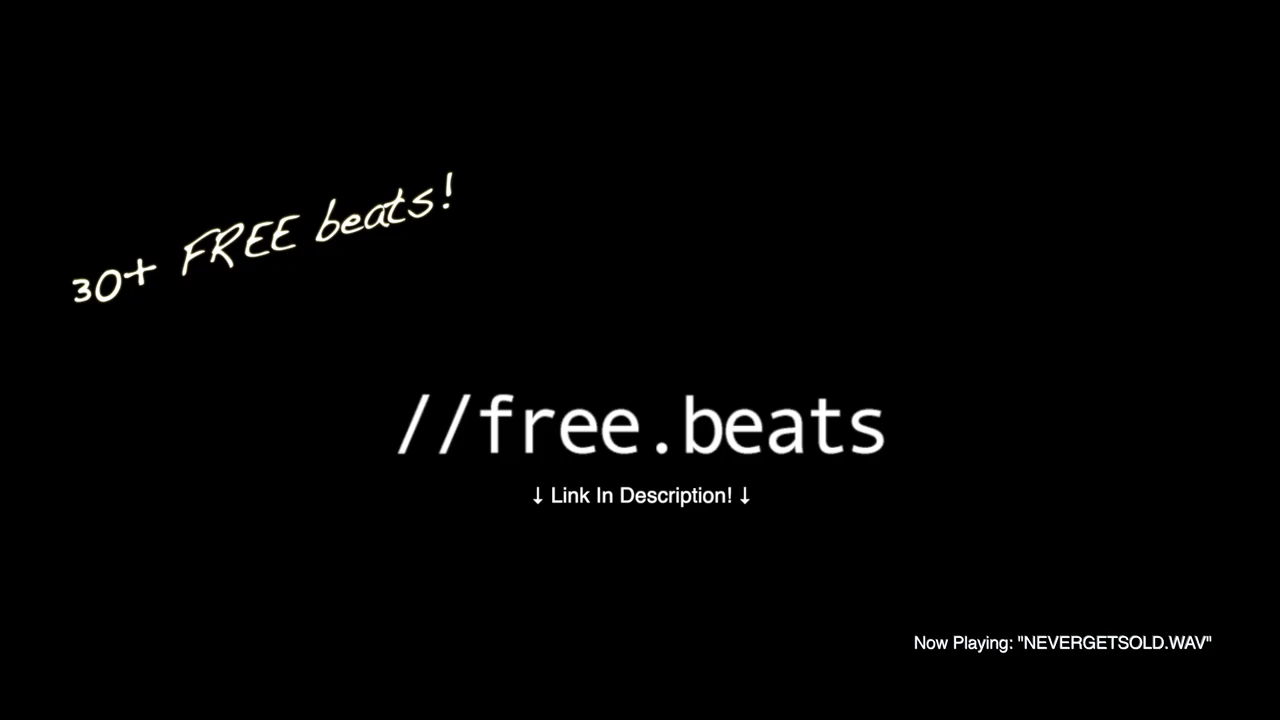 30+ FREE beats!
//free.beats
↓ Link In Description! ↓
Now Playing: "NEVERGETSOLD.WAV"